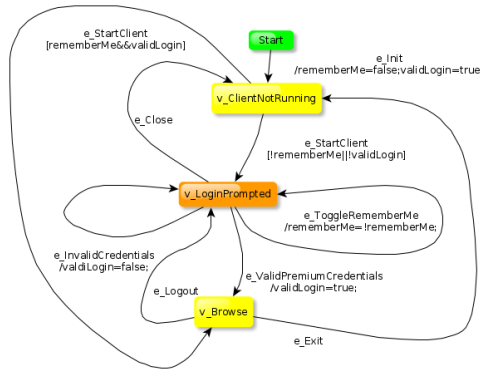 e_StartClient
[rememberMe&&validLogin]
Start
e_Init
/rememberMe=false;validLogin=true
v_ClientNotRunning
e_Close
e_StartClient
[!rememberMe||!validLogin]
v_LoginPrompted
e_ToggleRememberMe
/rememberMe=!rememberMe;
e_InvalidCredentials
/valdiLogin=false;
e_Logout
e_ValidPremiumCredentials
/validLogin=true;
v_Browse
e_Exit